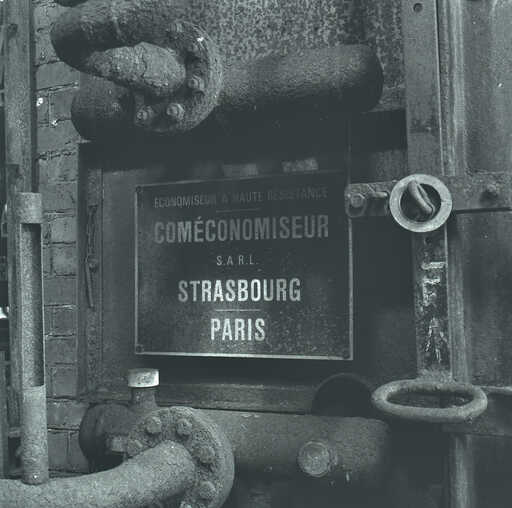 ÉCONOMISEUR À HAUTE RÉSISTANCE
COMÉCONOMISEUR
S.A.R.L.
STRASBOURG
PARIS